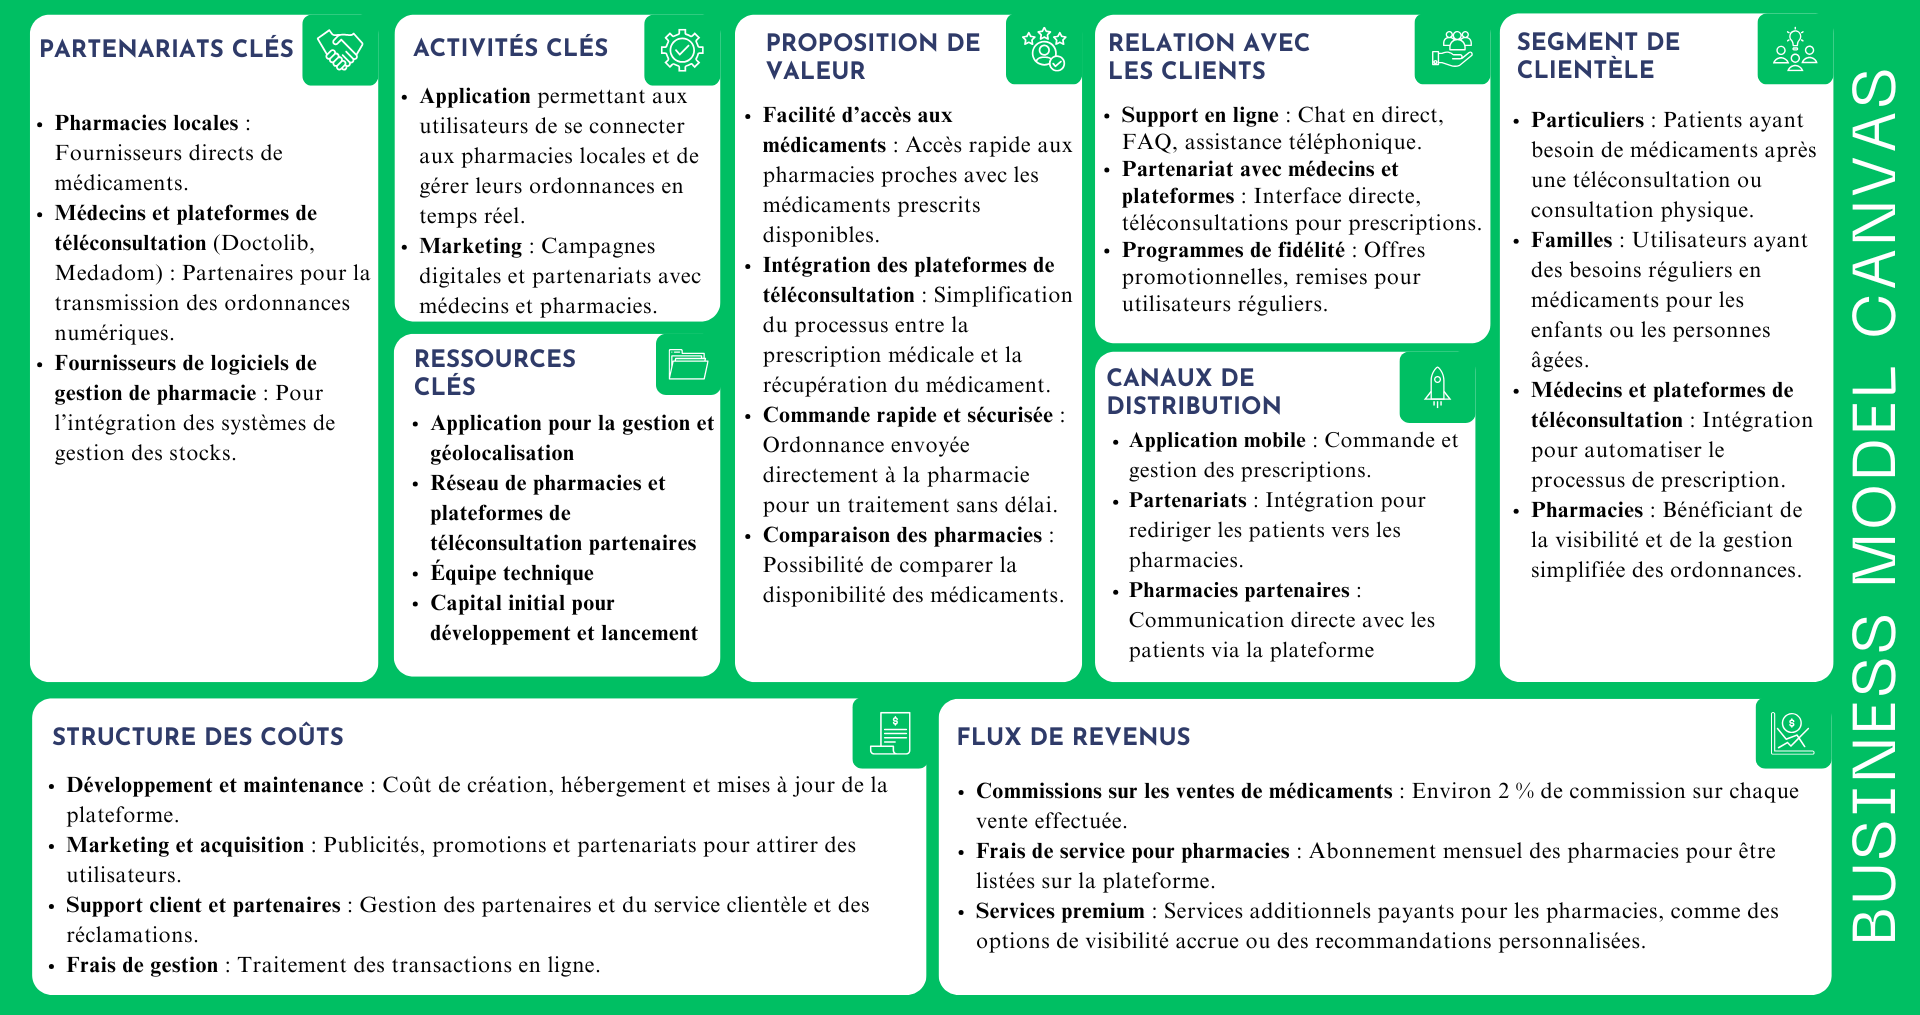 PARTENARIATS CLÉS
• Pharmacies locales :
Fournisseurs directs de
médicaments.
• Médecins et plateformes de
téléconsultation (Doctolib,
Medadom) : Partenaires pour la
transmission des ordonnances
numériques.
• Fournisseurs de logiciels de
gestion de pharmacie : Pour
l’intégration des systèmes de
gestion des stocks.
ACTIVITÉS CLÉS
• Application permettant aux
utilisateurs de se connecter
aux pharmacies locales et de
gérer leurs ordonnances en
temps réel.
• Marketing : Campagnes
digitales et partenariats avec
médecins et pharmacies.
RESSOURCES
CLÉS
• Application pour la gestion et
géolocalisation
• Réseau de pharmacies et
plateformes de
téléconsultation partenaires
• Équipe technique
• Capital initial pour
développement et lancement
PROPOSITION DE
VALEUR
• Facilité d’accès aux
médicaments : Accès rapide aux
pharmacies proches avec les
médicaments prescrits
disponibles.
• Intégration des plateformes de
téléconsultation : Simplification
du processus entre la
prescription médicale et la
récupération du médicament.
• Commande rapide et sécurisée :
Ordonnance envoyée
directement à la pharmacie
pour un traitement sans délai.
• Comparaison des pharmacies :
Possibilité de comparer la
disponibilité des médicaments.
RELATION AVEC
LES CLIENTS
• Support en ligne : Chat en direct,
FAQ, assistance téléphonique.
• Partenariat avec médecins et
plateformes : Interface directe,
téléconsultations pour prescriptions.
• Programmes de fidélité : Offres
promotionnelles, remises pour
utilisateurs réguliers.
CANAUX DE
DISTRIBUTION
• Application mobile : Commande et
gestion des prescriptions.
• Partenariats : Intégration pour
rediriger les patients vers les
pharmacies.
• Pharmacies partenaires :
Communication directe avec les
patients via la plateforme
SEGMENT DE
CLIENTÈLE
• Particuliers : Patients ayant
besoin de médicaments après
une téléconsultation ou
consultation physique.
• Familles : Utilisateurs ayant
des besoins réguliers en
médicaments pour les
enfants ou les personnes
âgées.
• Médecins et plateformes de
téléconsultation : Intégration
pour automatiser le
processus de prescription.
• Pharmacies : Bénéficiant de
la visibilité et de la gestion
simplifiée des ordonnances.
BUSINESS MODEL CANVAS
STRUCTURE DES COÛTS
• Développement et maintenance : Coût de création, hébergement et mises à jour de la
plateforme.
• Marketing et acquisition : Publicités, promotions et partenariats pour attirer des
utilisateurs.
• Support client et partenaires : Gestion des partenaires et du service clientèle et des
réclamations.
• Frais de gestion : Traitement des transactions en ligne.
FLUX DE REVENUS
• Commissions sur les ventes de médicaments : Environ 2 % de commission sur chaque
vente effectuée.
• Frais de service pour pharmacies : Abonnement mensuel des pharmacies pour être
listées sur la plateforme.
• Services premium : Services additionnels payants pour les pharmacies, comme des
options de visibilité accrue ou des recommandations personnalisées.